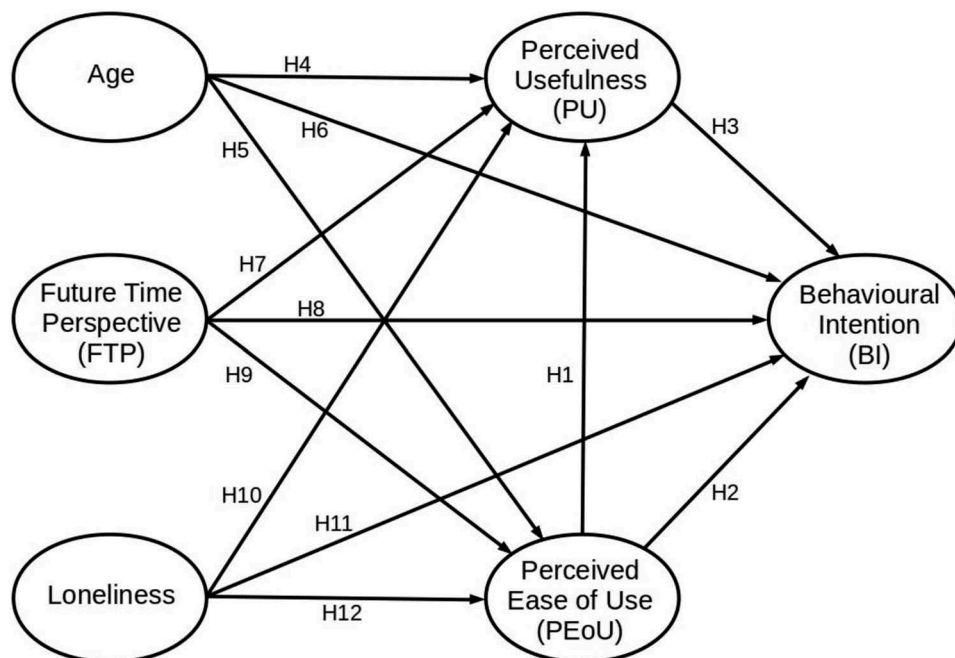 Age
H4
Perceived
Usefulness
(PU)
H3
H6
H5
Future Time
Perspective
(FTP)
H7
H8
H9
H1
Behavioural
Intention
(BI)
H10
H11
H2
Loneliness
H12
Perceived
Ease of Use
(PEoU)